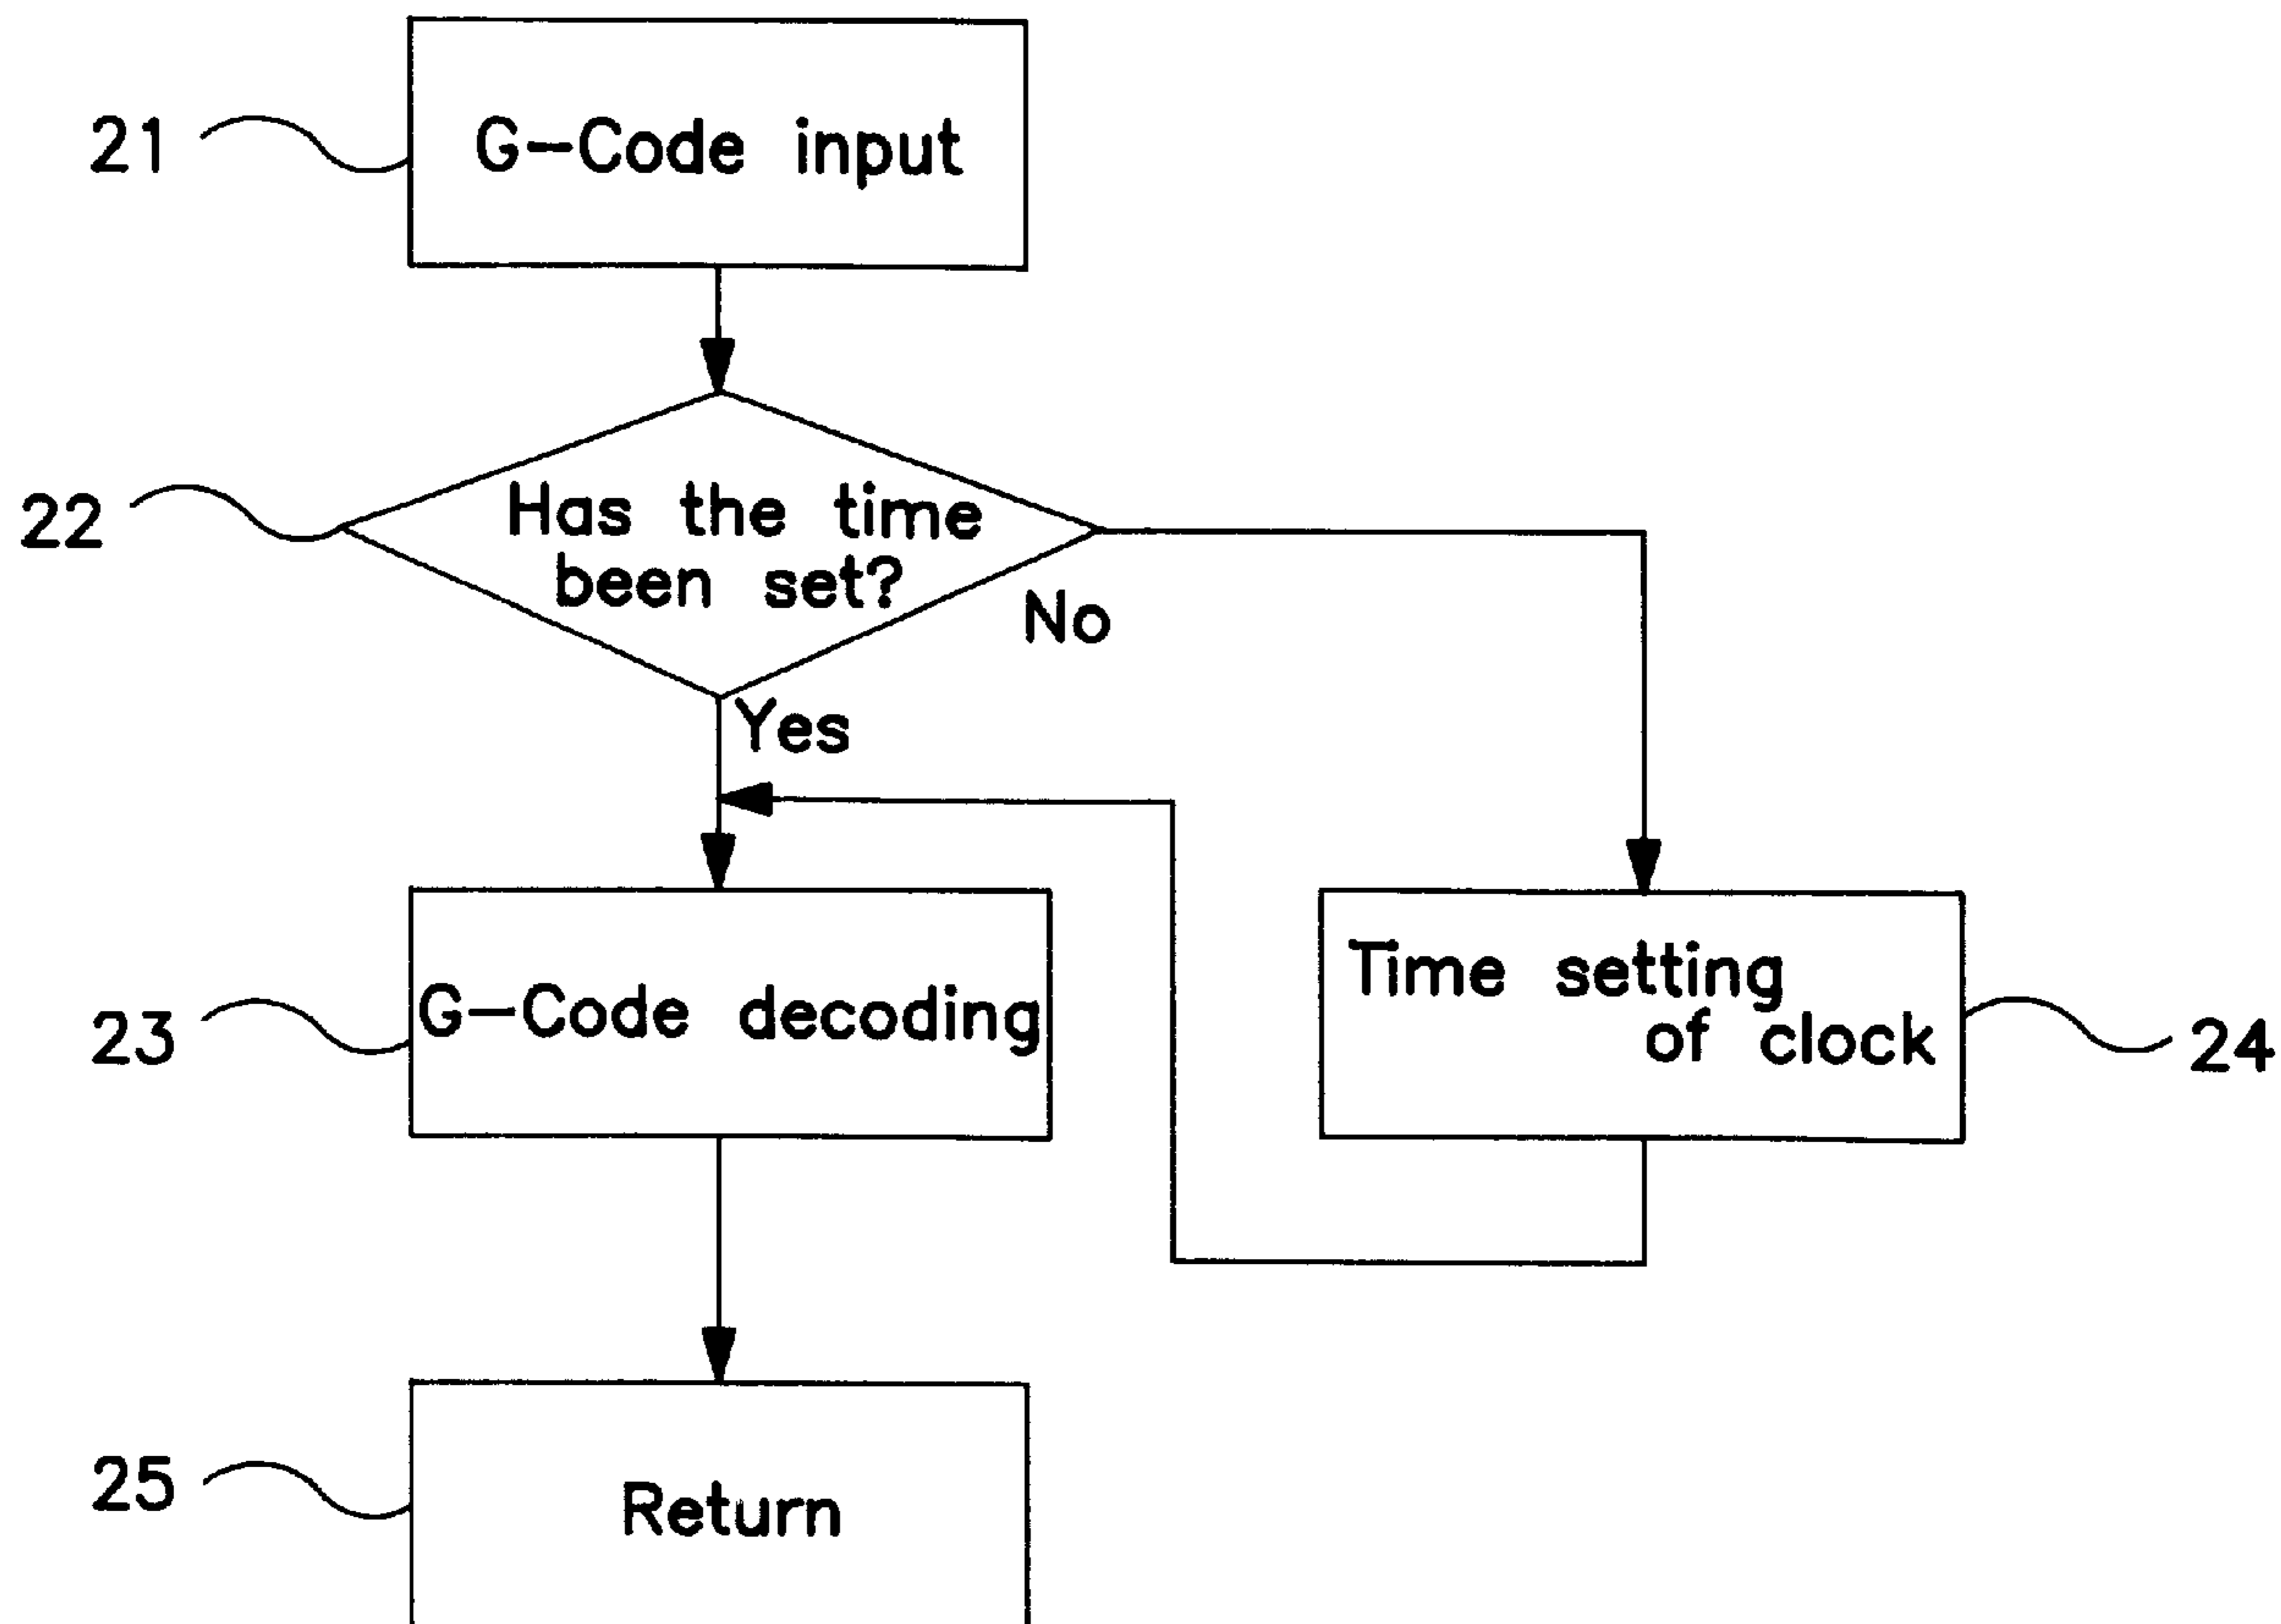 21
G-Code input
22
Has the time
been set?
No
Yes
23
G-Code decoding
Time setting
of clock
24
25
Return